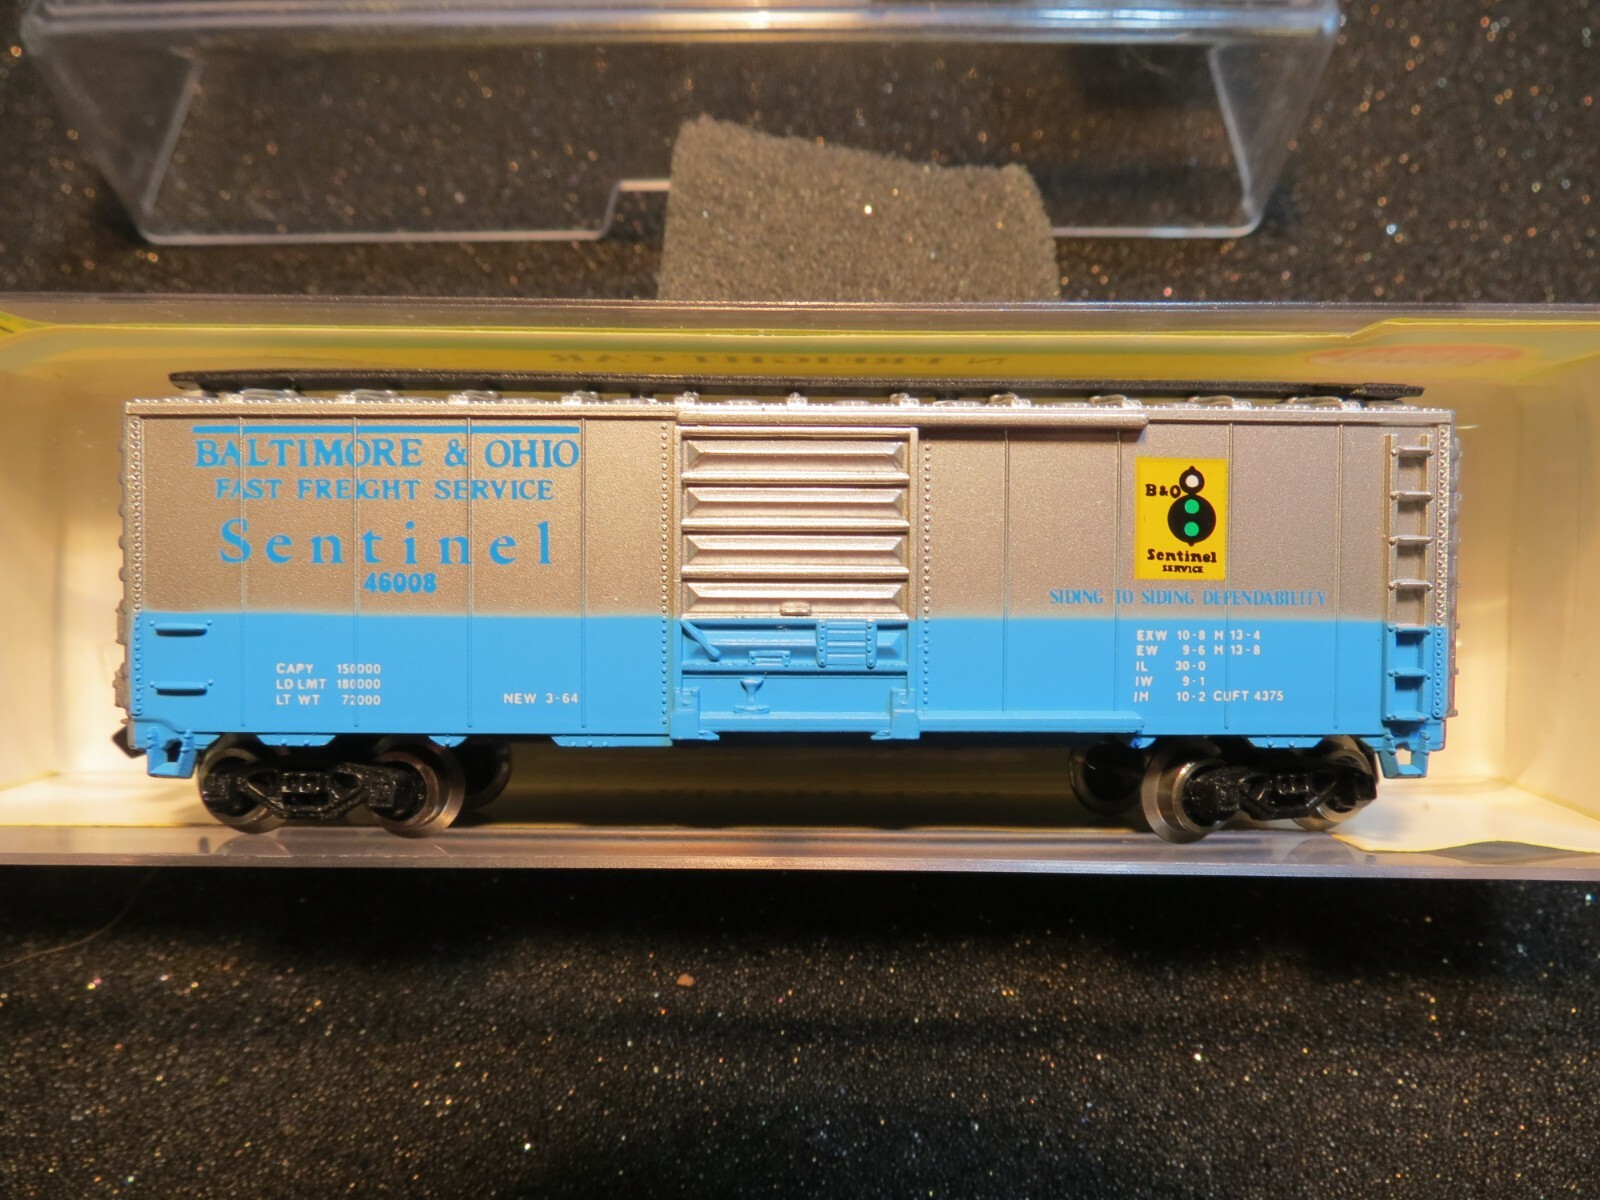 N FREIGHT CAR
BALTIMORE & OHIO
FAST FREIGHT SERVICE
Sentinel
46008
CAPY 150000
LD LMT 180000
LT WT 72000
NEW 3-64
B&O
Sentinel
SERVICE
SIDING TO SIDING DEPENDABILITY
EXW 10-8 H 13-4
EW 9-6 H 13-8
IL 30-0
IW 9-1
IH 10-2 CUFT 4375